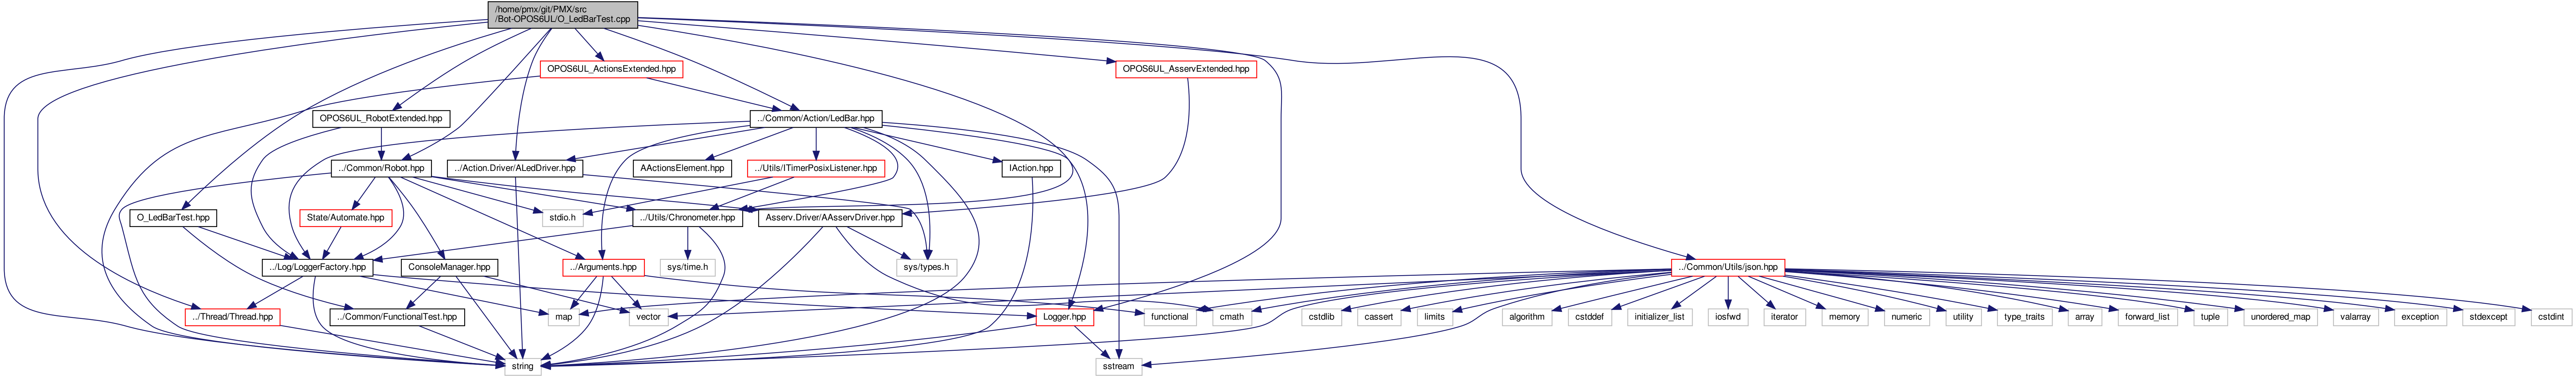 /home/pmx/git/PMX/src
/Bot-OPOS6UL/O_LedBarTest.cpp
OPOS6UL_ActionsExtended.hpp
OPOS6UL_AsservExtended.hpp
OPOS6UL_RobotExtended.hpp
../Common/Action/LedBar.hpp
../Common/Robot.hpp
../Action.Driver/ALedDriver.hpp
AActionsElement.hpp
../Utils/ITimerPosixListener.hpp
IAction.hpp
O_LedBarTest.hpp
State/Automate.hpp
stdio.h
../Utils/Chronometer.hpp
Asserv.Driver/AAsservDriver.hpp
../Log/LoggerFactory.hpp
ConsoleManager.hpp
../Arguments.hpp
sys/time.h
sys/types.h
../Common/Utils/json.hpp
../Thread/Thread.hpp
../Common/FunctionalTest.hpp
map
vector
Logger.hpp
functional
cmath
cstdlib
cassert
limits
algorithm
cstddef
initializer_list
iosfwd
iterator
memory
numeric
utility
type_traits
array
forward_list
tuple
unordered_map
valarray
exception
stdexcept
cstdint
string
sstream